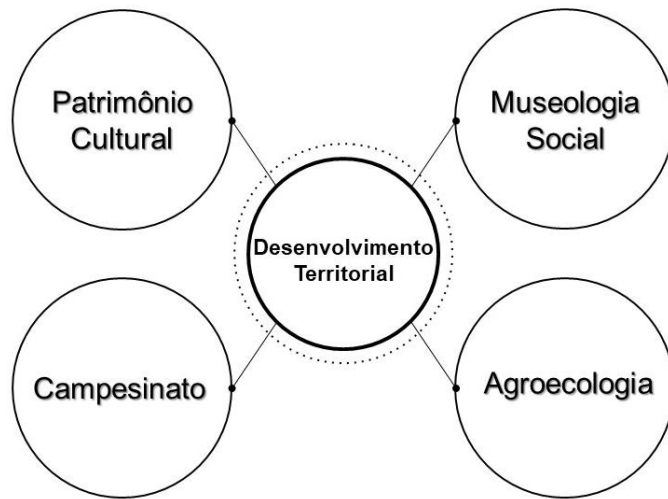 Patrimônio
Cultural
Museologia
Social
Desenvolvimento
Territorial
Campesinato
Agroecologia